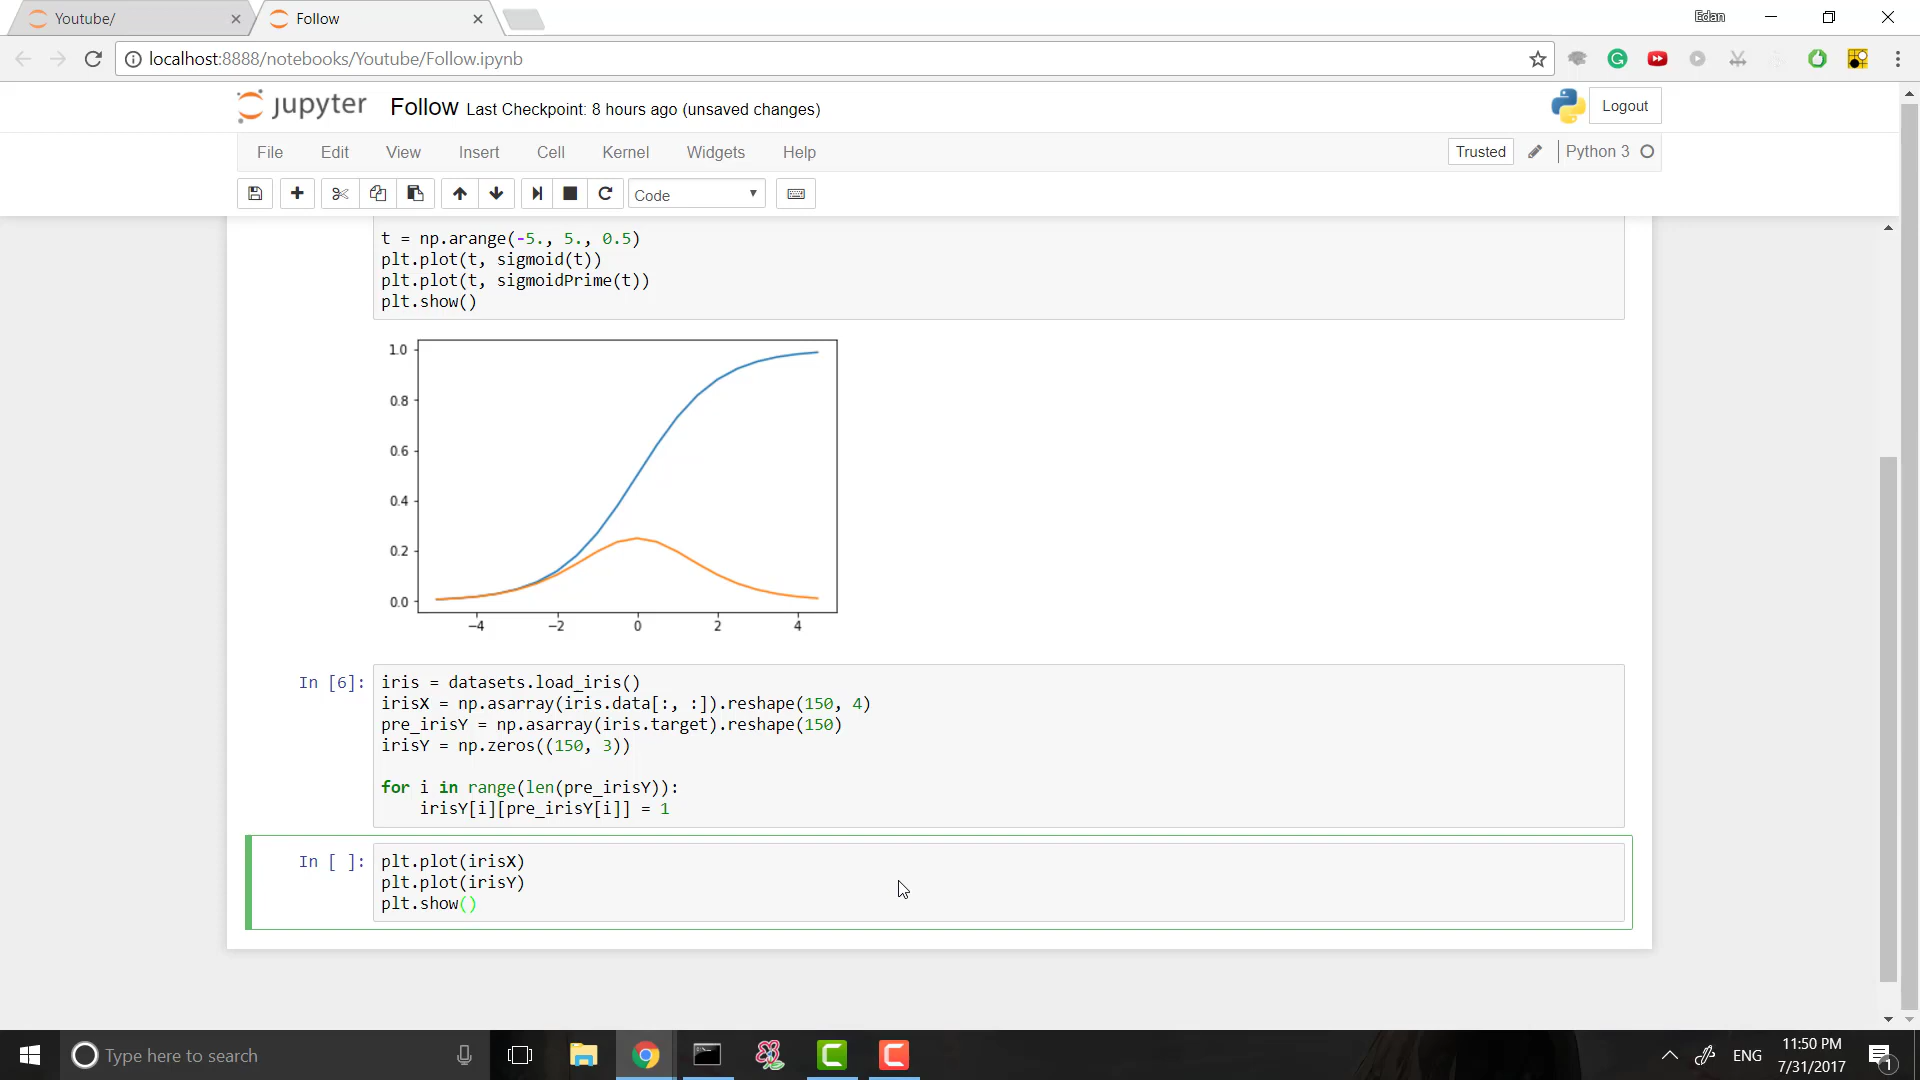 Youtube/
Follow
Edan
localhost:8888/notebooks/Youtube/Follow.ipynb
jupyter Follow Last Checkpoint: 8 hours ago (unsaved changes)
Logout
File Edit View Insert Cell Kernel Widgets Help
Trusted
Python 3
Code
t = np.arange(-5., 5., 0.5)
plt.plot(t, sigmoid(t))
plt.plot(t, sigmoidPrime(t))
plt.show()
1.0
0.8
0.6
0.4
0.2
0.0
−4 −2 0 2 4
In [6]: iris = datasets.load_iris()
irisX = np.asarray(iris.data[:, :]).reshape(150, 4)
pre_irisY = np.asarray(iris.target).reshape(150)
irisY = np.zeros((150, 3))
for i in range(len(pre_irisY)):
    irisY[i][pre_irisY[i]] = 1
In [ ]: plt.plot(irisX)
plt.plot(irisY)
plt.show()
Type here to search
ENG
11:50 PM
7/31/2017
1